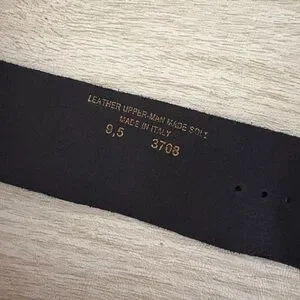 LEATHER UPPER-MAN MADE SOLE
MADE IN ITALY
9,5 3708